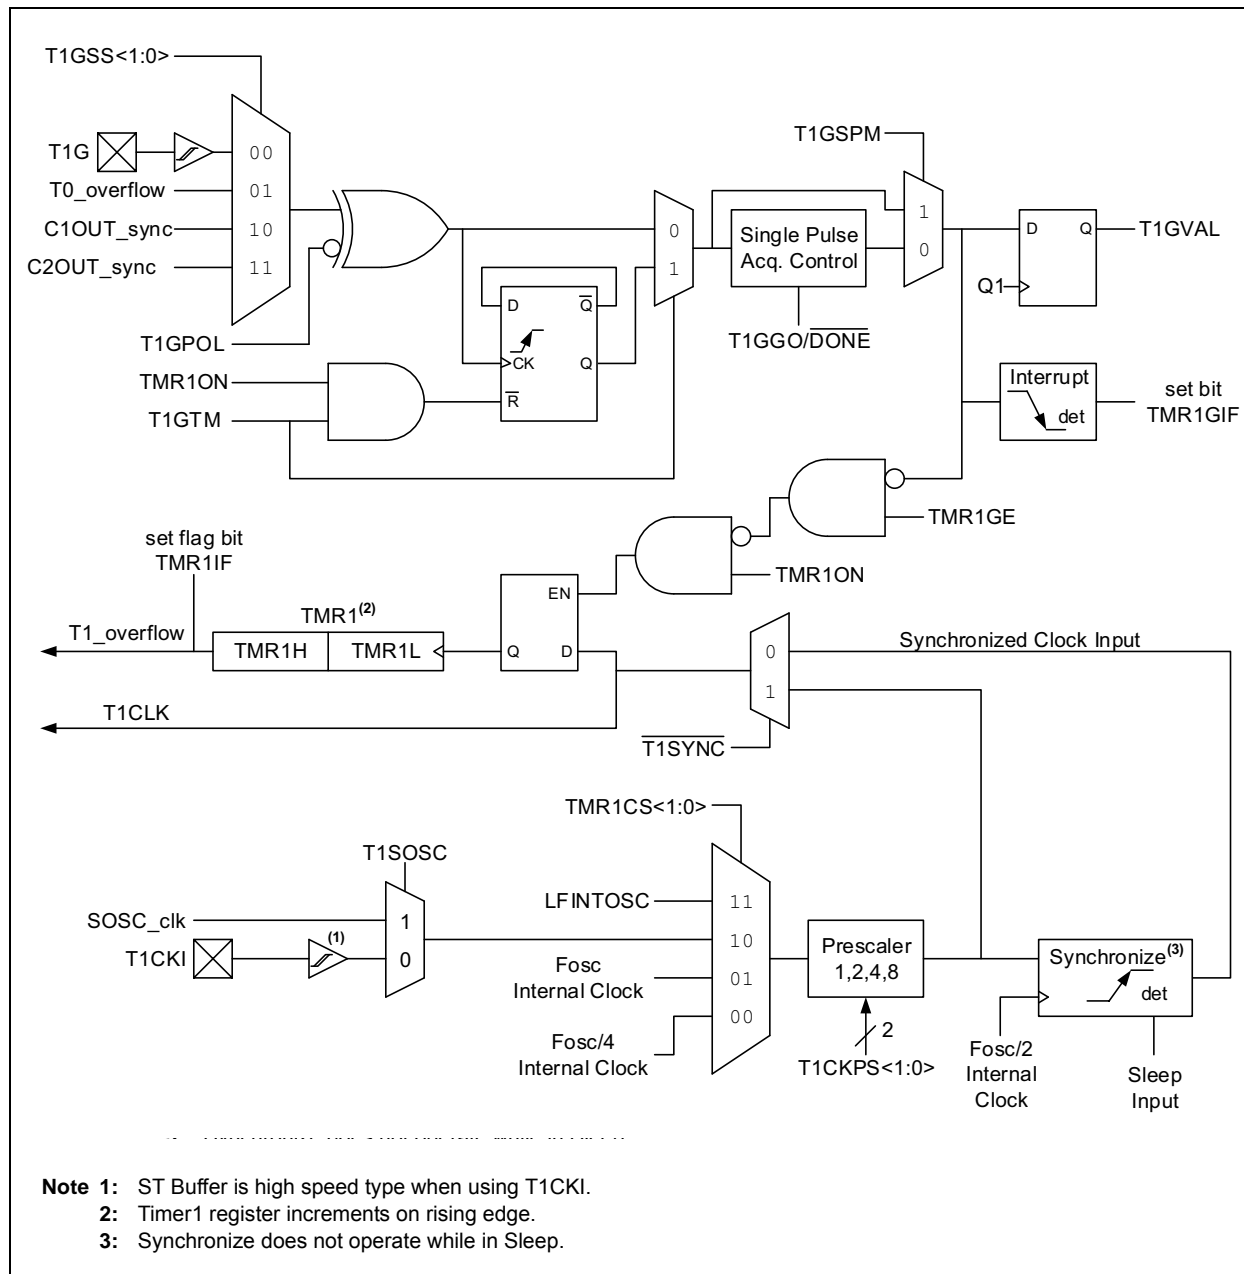 T1GSS<1:0>
T1G
00
T0_overflow
01
C1OUT_sync
10
C2OUT_sync
11
T1GPOL
TMR1ON
T1GTM
D
Q
CK
Q
R
0
1
T1GSPM
Single Pulse
Acq. Control
T1GGO/DONE
1
0
D
Q
Q1
T1GVAL
Interrupt
det
set bit
TMR1GIF
TMR1GE
TMR1ON
set flag bit
TMR1IF
T1_overflow
TMR1(2)
TMR1H
TMR1L
EN
Q
D
T1CLK
0
1
Synchronized Clock Input
T1SYNC
TMR1CS<1:0>
T1SOSC
SOSC_clk
1
T1CKI
(1)
0
LFINTOSC
11
10
Fosc
Internal Clock
01
00
Fosc/4
Internal Clock
Prescaler
1,2,4,8
2
T1CKPS<1:0>
Synchronize(3)
det
Fosc/2
Internal
Clock
Sleep
Input
Note 1: ST Buffer is high speed type when using T1CKI.
2: Timer1 register increments on rising edge.
3: Synchronize does not operate while in Sleep.